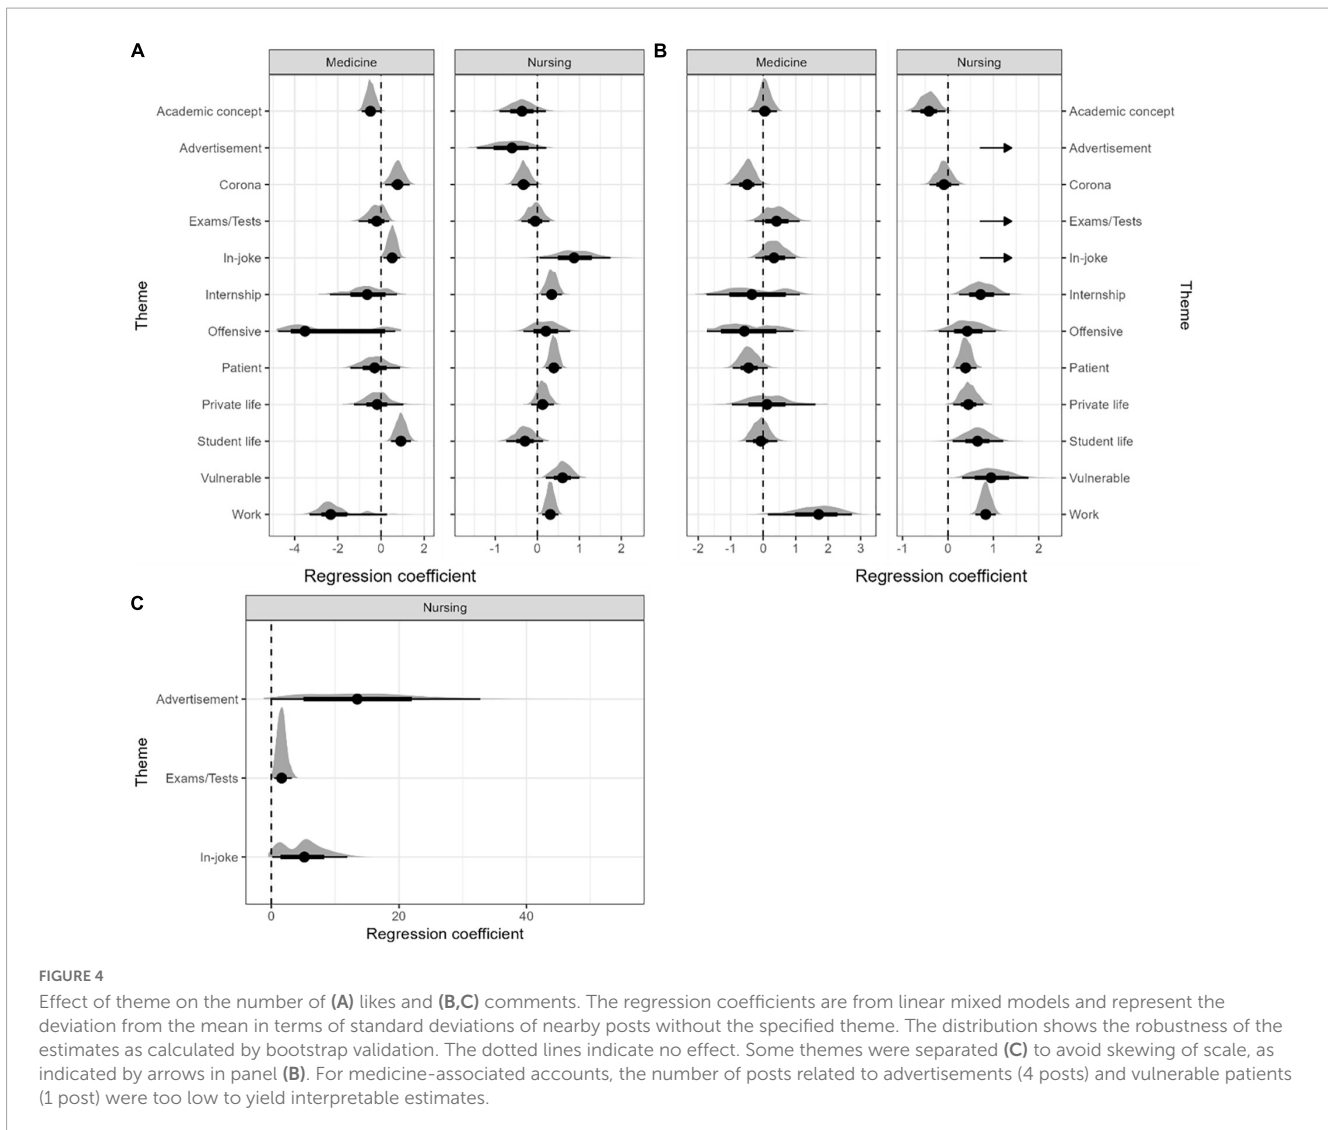 A
B
Medicine
Nursing
Medicine
Nursing
Theme
Academic concept
Advertisement
Corona
Exams/Tests
In-joke
Internship
Offensive
Patient
Private life
Student life
Vulnerable
Work
Academic concept
Advertisement
Corona
Exams/Tests
In-joke
Internship
Offensive
Patient
Private life
Student life
Vulnerable
Work
Theme
-4 -2 0 2
-1 0 1 2
-2 -1 0 1 2 3
-1 0 1 2
Regression coefficient
Regression coefficient
C
Nursing
Theme
Advertisement
Exams/Tests
In-joke
0 20 40
Regression coefficient
FIGURE 4
Effect of theme on the number of (A) likes and (B,C) comments. The regression coefficients are from linear mixed models and represent the
deviation from the mean in terms of standard deviations of nearby posts without the specified theme. The distribution shows the robustness of the
estimates as calculated by bootstrap validation. The dotted lines indicate no effect. Some themes were separated (C) to avoid skewing of scale, as
indicated by arrows in panel (B). For medicine-associated accounts, the number of posts related to advertisements (4 posts) and vulnerable patients
(1 post) were too low to yield interpretable estimates.